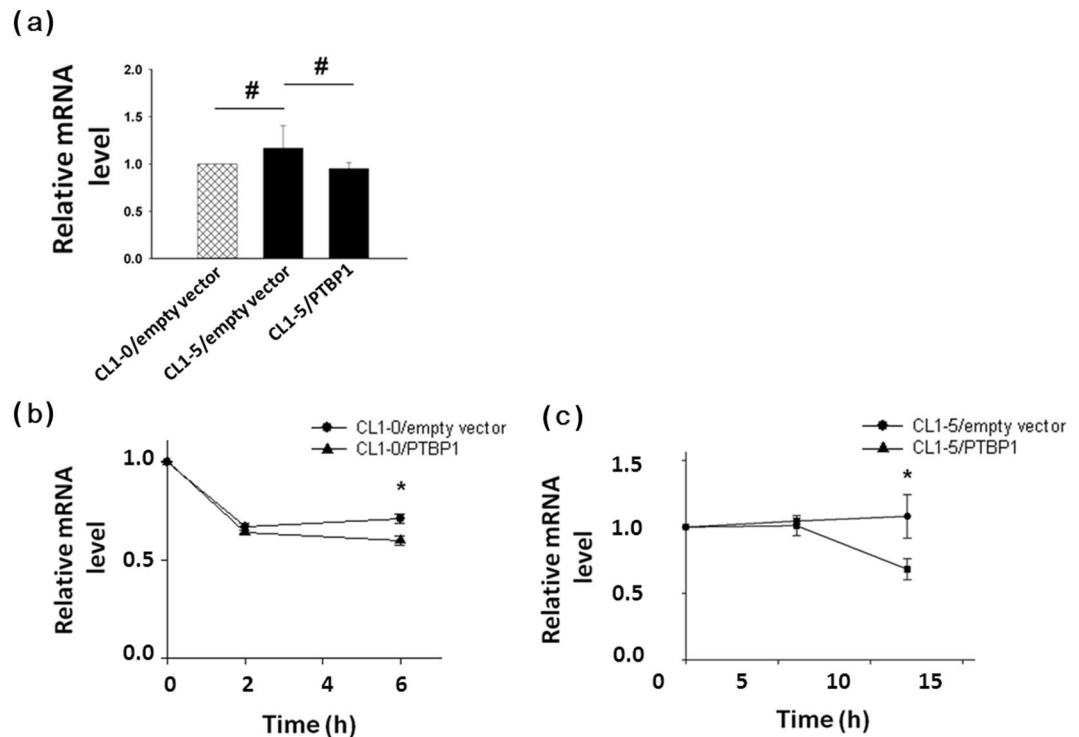 (a)
Relative mRNA
level
2.0
1.5
1.0
0.5
0.0
#
#
CL1-0/empty vector
CL1-5/empty vector
CL1-5/PTBP1
(b)
Relative mRNA
level
1.0
0.5
0.0
CL1-0/empty vector
CL1-0/PTBP1
*
0 2 4 6
Time (h)
(c)
Relative mRNA
level
1.5
1.0
0.5
0.0
CL1-5/empty vector
CL1-5/PTBP1
*
0 5 10 15
Time (h)